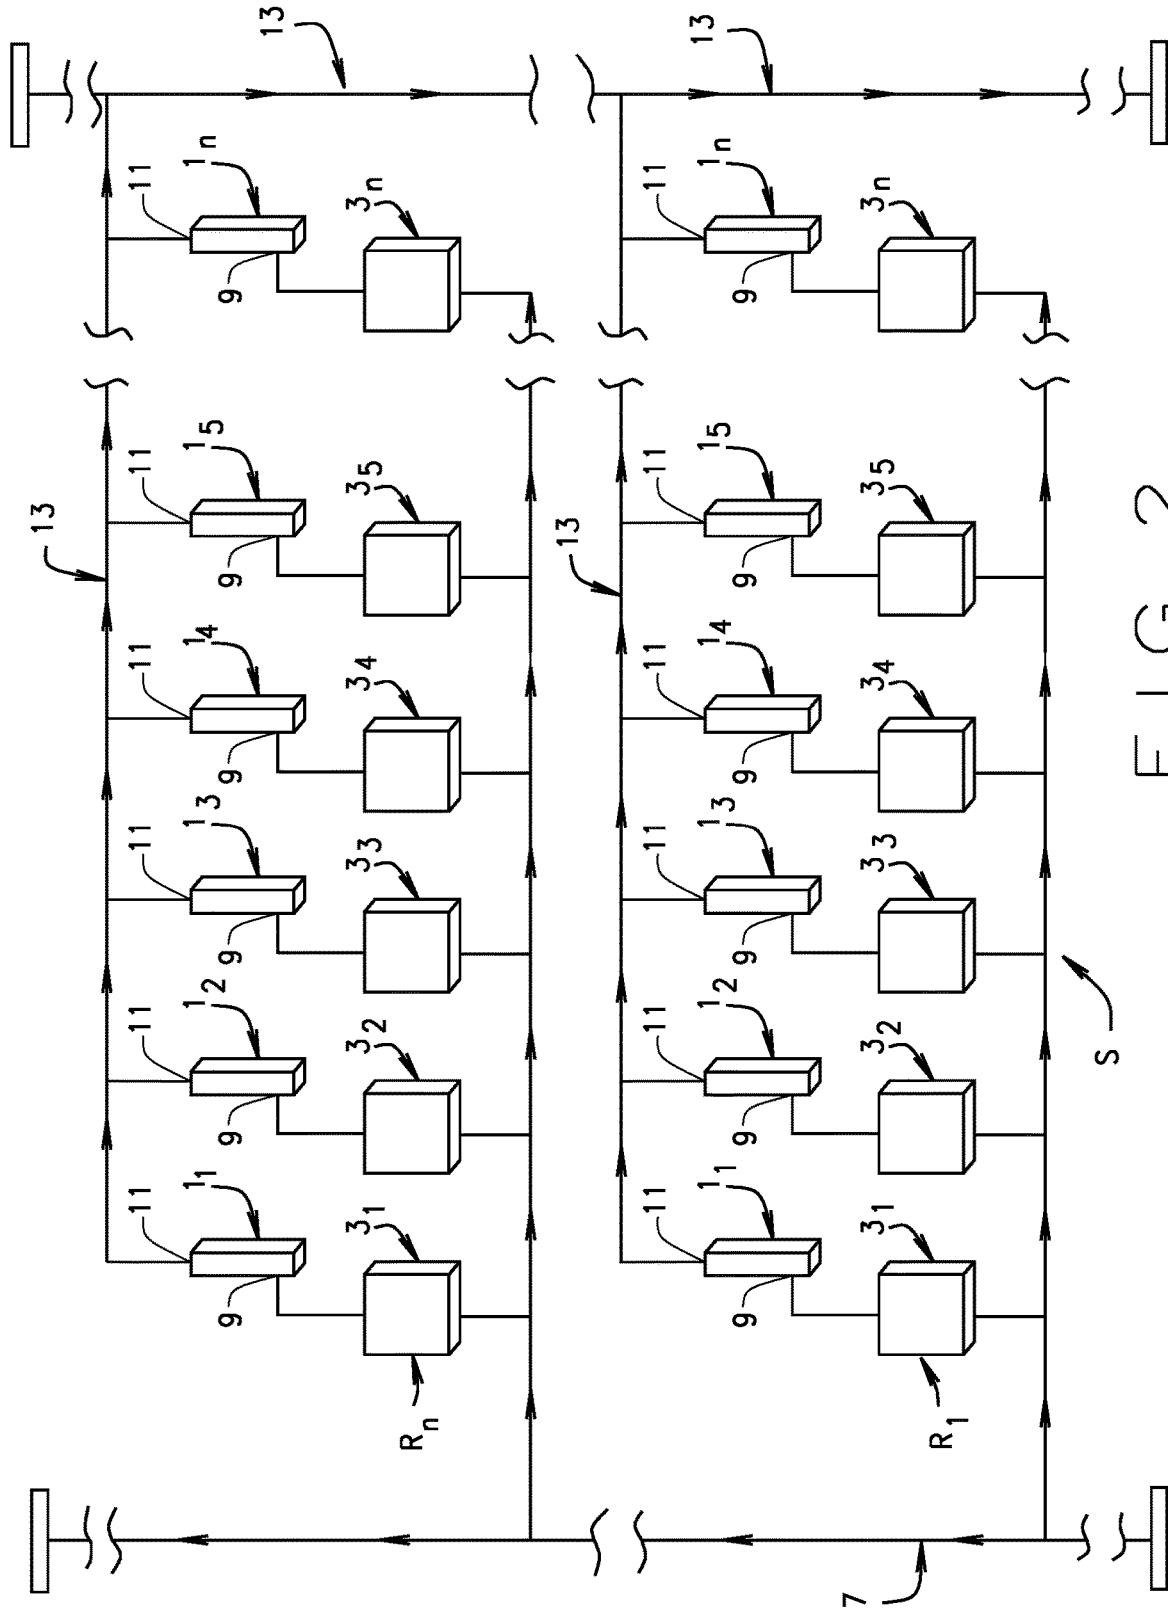 13
11 11 11 11 11 11
1₁ 1₂ 1₃ 1₄ 1₅ 1ₙ
9 9 9 9 9 9
13
3₁ 3₂ 3₃ 3₄ 3₅ 3ₙ
Rₙ
13
11 11 11 11 11 11
13
1₁ 1₂ 1₃ 1₄ 1₅ 1ₙ
9 9 9 9 9 9
7
3₁ 3₂ 3₃ 3₄ 3₅ 3ₙ
R₁
S
FIG 2